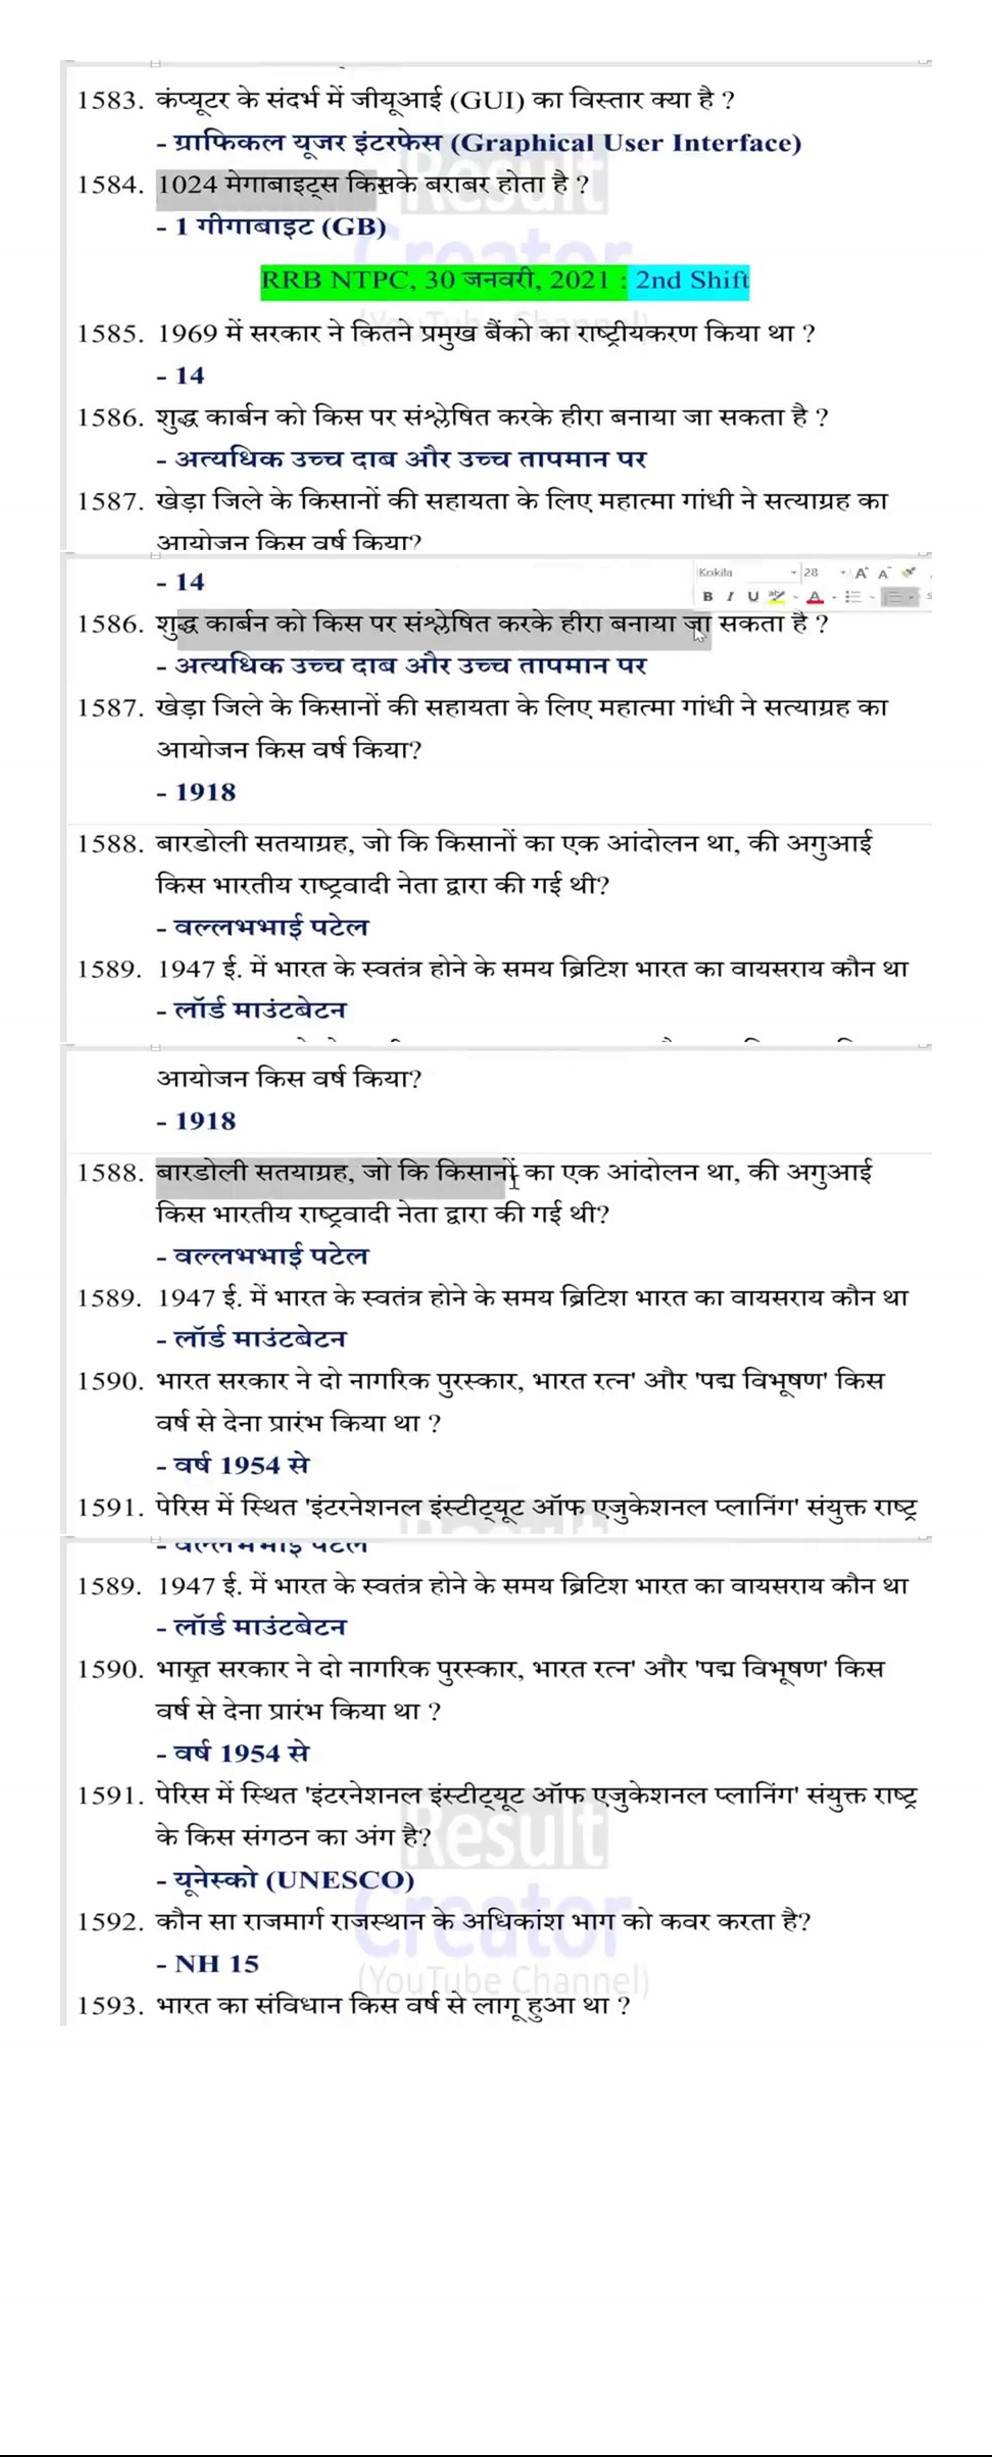 1583. कंप्यूटर के संदर्भ में जीयूआई (GUI) का विस्तार क्या है ?
- ग्राफिकल यूजर इंटरफेस (Graphical User Interface)
1584. 1024 मेगाबाइट्स किसके बराबर होता है ?
- 1 गीगाबाइट (GB)
Result
Creator
RRB NTPC, 30 जनवरी, 2021 : 2nd Shift
(YouTube Channel)
1585. 1969 में सरकार ने कितने प्रमुख बैंको का राष्ट्रीयकरण किया था ?
- 14
1586. शुद्ध कार्बन को किस पर संश्लेषित करके हीरा बनाया जा सकता है ?
- अत्यधिक उच्च दाब और उच्च तापमान पर
1587. खेड़ा जिले के किसानों की सहायता के लिए महात्मा गांधी ने सत्याग्रह का
आयोजन किस वर्ष किया?
- 14
Kokila 28 A A
B I U A
1586. शुद्ध कार्बन को किस पर संश्लेषित करके हीरा बनाया जा सकता है ?
- अत्यधिक उच्च दाब और उच्च तापमान पर
1587. खेड़ा जिले के किसानों की सहायता के लिए महात्मा गांधी ने सत्याग्रह का
आयोजन किस वर्ष किया?
- 1918
1588. बारडोली सतयाग्रह, जो कि किसानों का एक आंदोलन था, की अगुआई
किस भारतीय राष्ट्रवादी नेता द्वारा की गई थी?
- वल्लभभाई पटेल
1589. 1947 ई. में भारत के स्वतंत्र होने के समय ब्रिटिश भारत का वायसराय कौन था
- लॉर्ड माउंटबेटन
आयोजन किस वर्ष किया?
- 1918
1588. बारडोली सतयाग्रह, जो कि किसानों का एक आंदोलन था, की अगुआई
किस भारतीय राष्ट्रवादी नेता द्वारा की गई थी?
- वल्लभभाई पटेल
1589. 1947 ई. में भारत के स्वतंत्र होने के समय ब्रिटिश भारत का वायसराय कौन था
- लॉर्ड माउंटबेटन
1590. भारत सरकार ने दो नागरिक पुरस्कार, भारत रत्न' और 'पद्म विभूषण' किस
वर्ष से देना प्रारंभ किया था ?
- वर्ष 1954 से
1591. पेरिस में स्थित 'इंटरनेशनल इंस्टीट्यूट ऑफ एजुकेशनल प्लानिंग' संयुक्त राष्ट्र
- वल्लभभाई पटेल
1589. 1947 ई. में भारत के स्वतंत्र होने के समय ब्रिटिश भारत का वायसराय कौन था
- लॉर्ड माउंटबेटन
1590. भारत सरकार ने दो नागरिक पुरस्कार, भारत रत्न' और 'पद्म विभूषण' किस
वर्ष से देना प्रारंभ किया था ?
- वर्ष 1954 से
1591. पेरिस में स्थित 'इंटरनेशनल इंस्टीट्यूट ऑफ एजुकेशनल प्लानिंग' संयुक्त राष्ट्र
के किस संगठन का अंग है?
Result
- यूनेस्को (UNESCO)
Creator
1592. कौन सा राजमार्ग राजस्थान के अधिकांश भाग को कवर करता है?
- NH 15
(YouTube Channel)
1593. भारत का संविधान किस वर्ष से लागू हुआ था ?